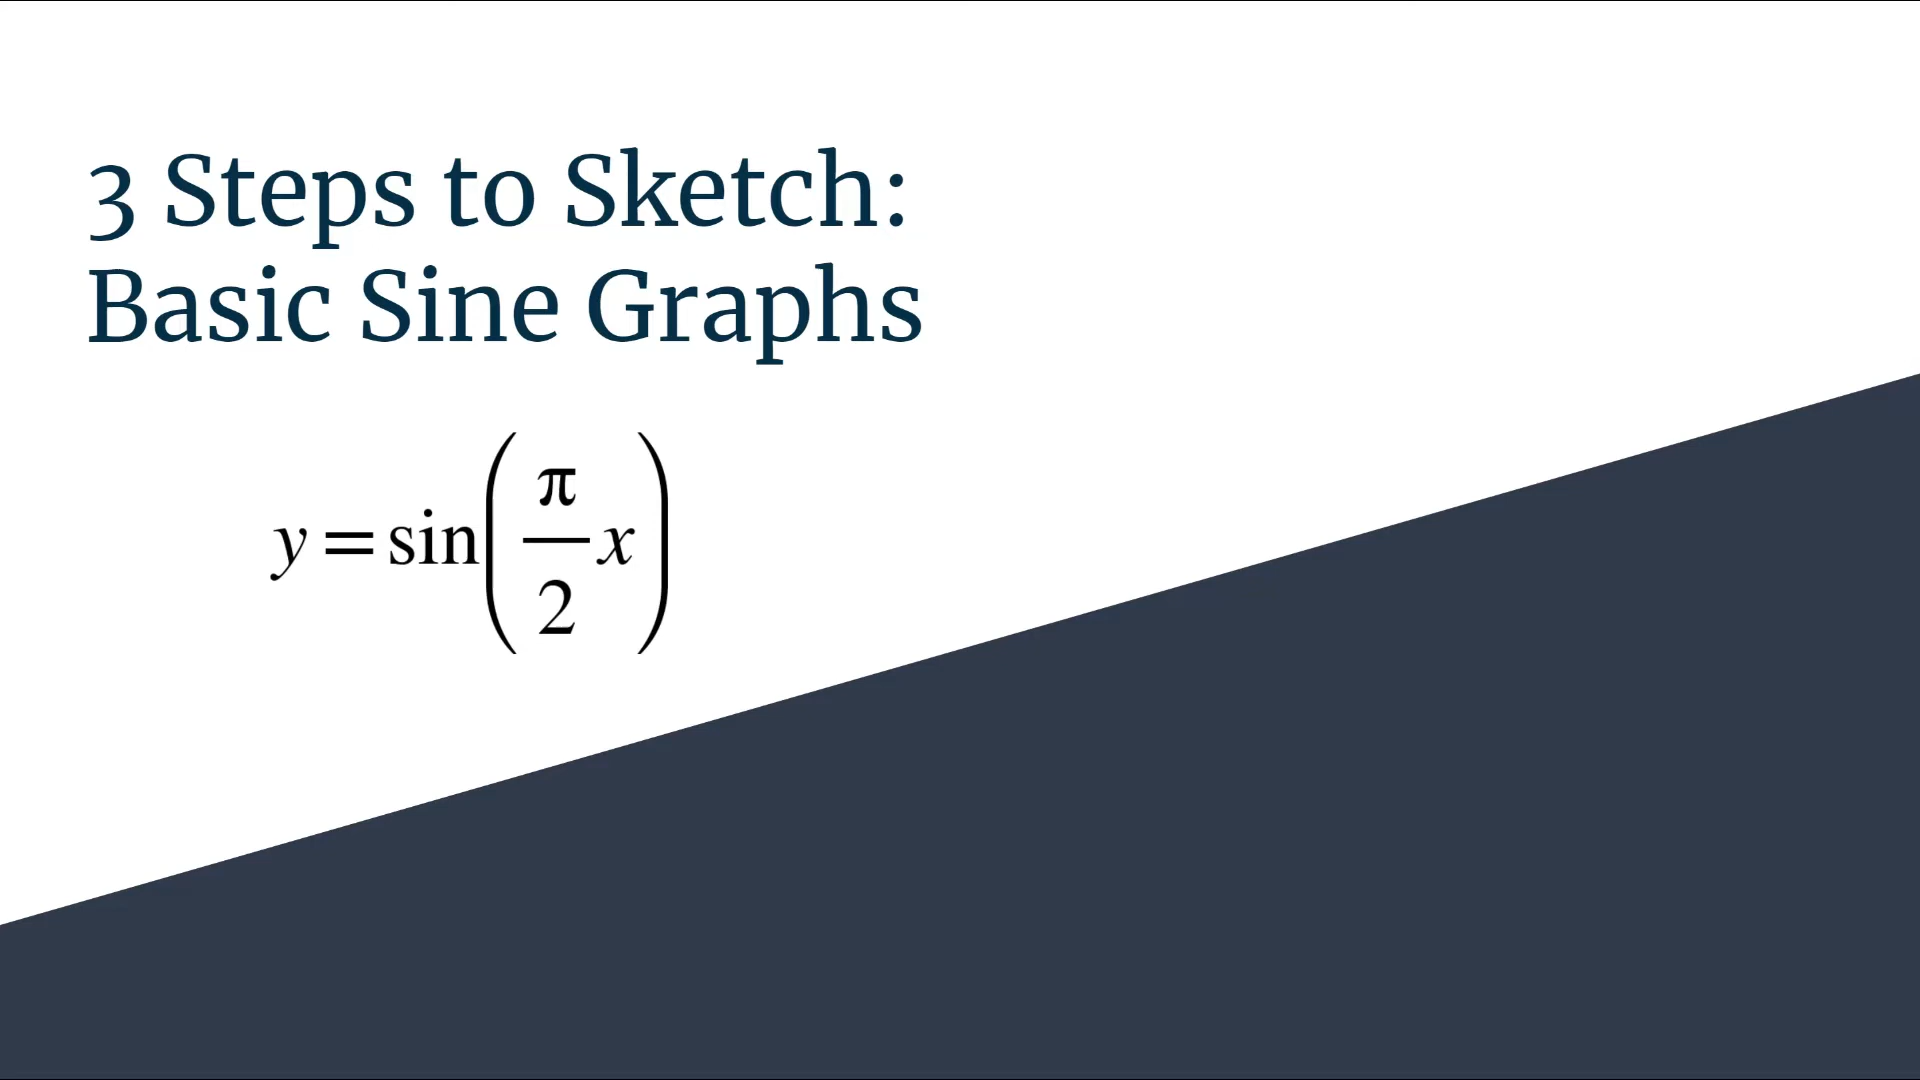 3 Steps to Sketch:
Basic Sine Graphs
y = sin(π/2 x)